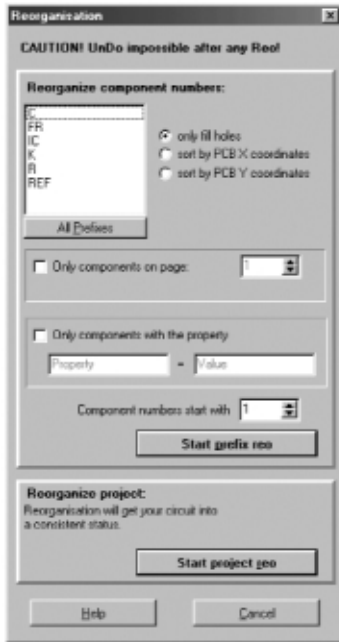 Reorganisation
CAUTION! UnDo impossible after any Reo!
Reorganize component numbers:
C
FR
IC
K
R
REF
only fill holes
sort by PCB X coordinates
sort by PCB Y coordinates
All Prefixes
Only components on page: 1
Only components with the property
Property = Value
Component numbers start with 1
Start prefix reo
Reorganize project:
Reorganisation will get your circuit into
a consistent status.
Start project reo
Help Cancel